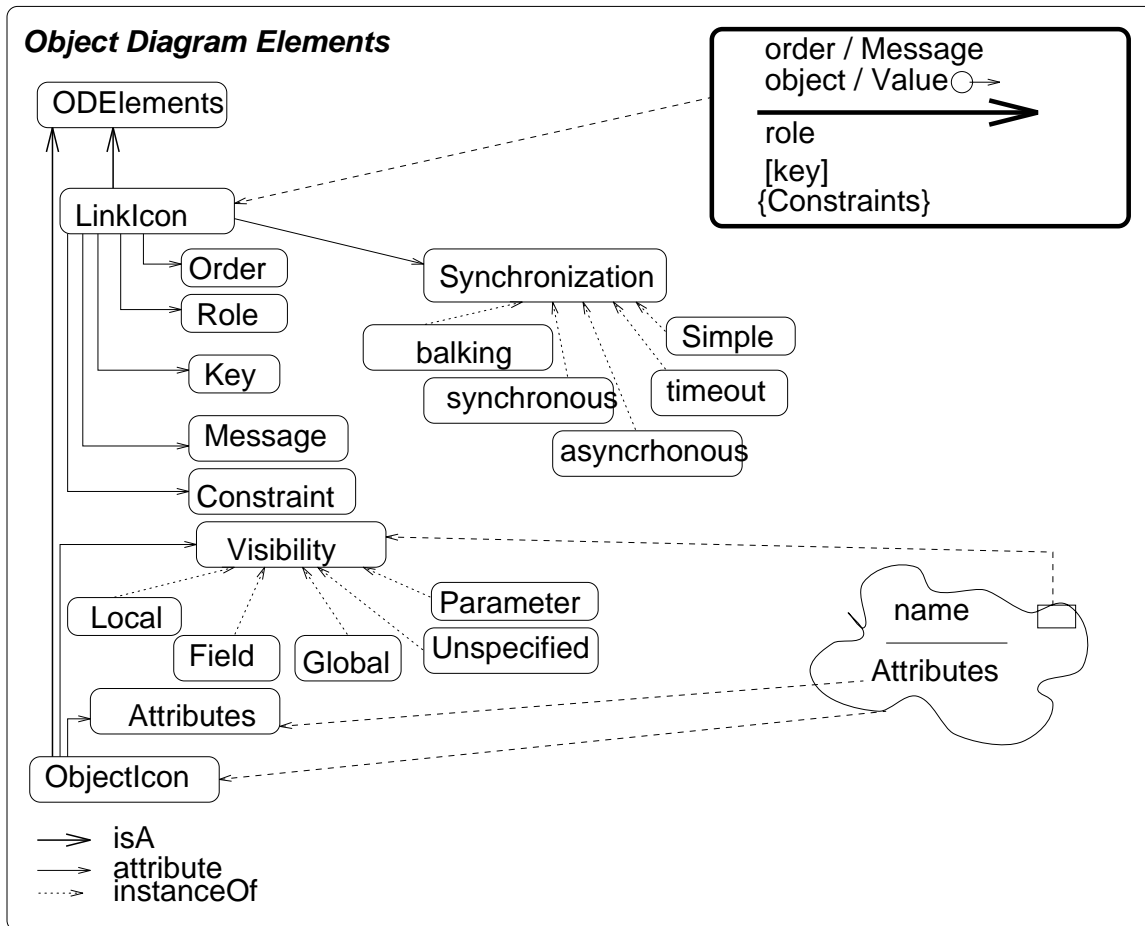 Object Diagram Elements
order / Message
object / Value
role
[key]
{Constraints}
ODElements
LinkIcon
Order
Role
Key
Message
Constraint
Synchronization
balking
Simple
synchronous
timeout
asyncrhonous
Visibility
Local
Field
Global
Parameter
Unspecified
name
Attributes
Attributes
ObjectIcon
isA
attribute
instanceOf